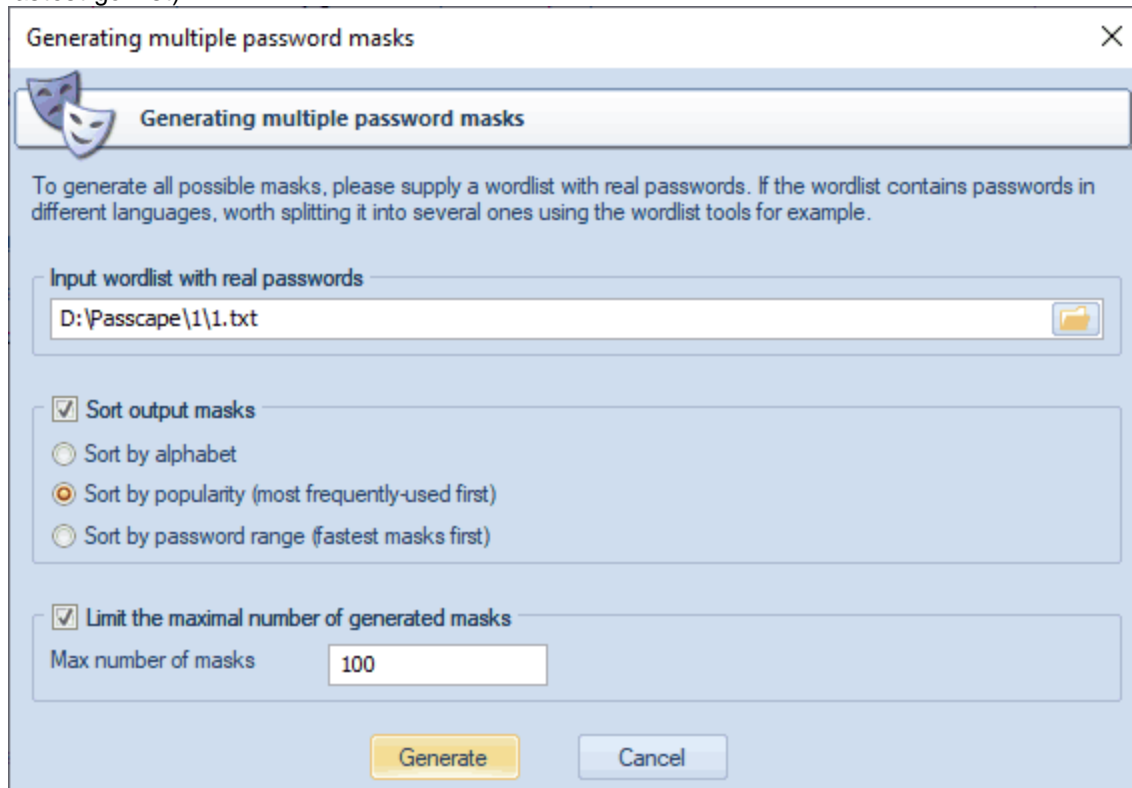 Generating multiple password masks
Generating multiple password masks
To generate all possible masks, please supply a wordlist with real passwords. If the wordlist contains passwords in
different languages, worth splitting it into several ones using the wordlist tools for example.
Input wordlist with real passwords
D:\Passcape\1\1.txt
Sort output masks
Sort by alphabet
Sort by popularity (most frequently-used first)
Sort by password range (fastest masks first)
Limit the maximal number of generated masks
Max number of masks 100
Generate Cancel